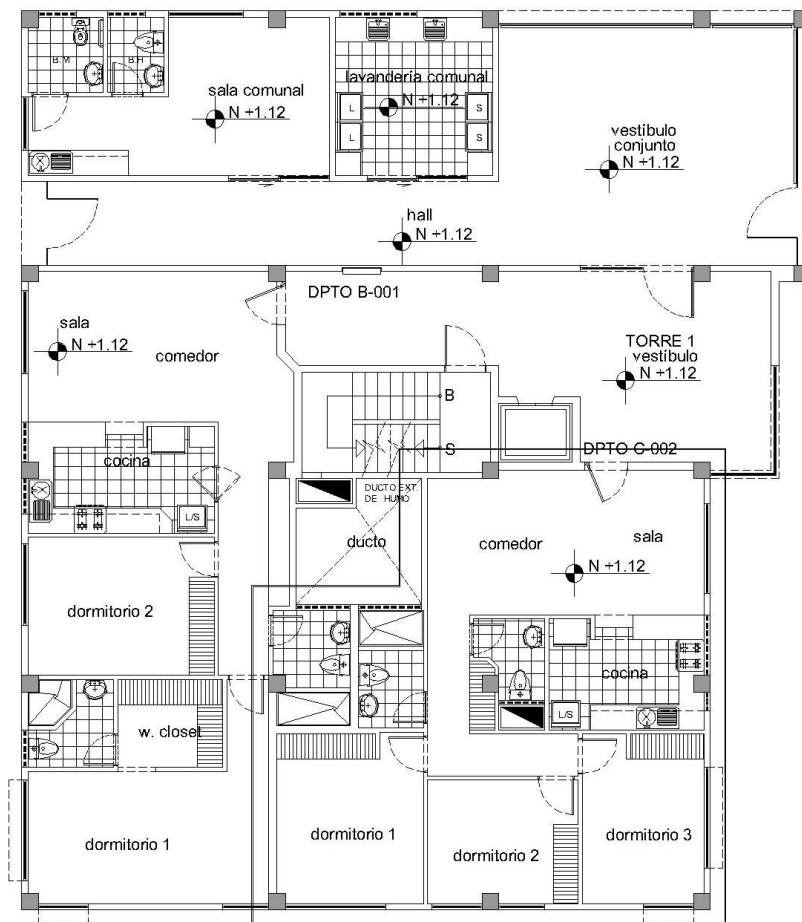 B.M
B.H
sala comunal
N +1.12
lavandería comunal
N +1.12
L
S
L
S
vestíbulo
conjunto
N +1.12
hall
N +1.12
DPTO B-001
sala
N +1.12
comedor
TORRE 1
vestíbulo
N +1.12
B
S
DPTO C-002
cocina
L/S
DUCTO EXT.
DE HUMO
ducto
comedor
sala
N +1.12
dormitorio 2
cocina
L/S
w. closet
dormitorio 1
dormitorio 1
dormitorio 2
dormitorio 3